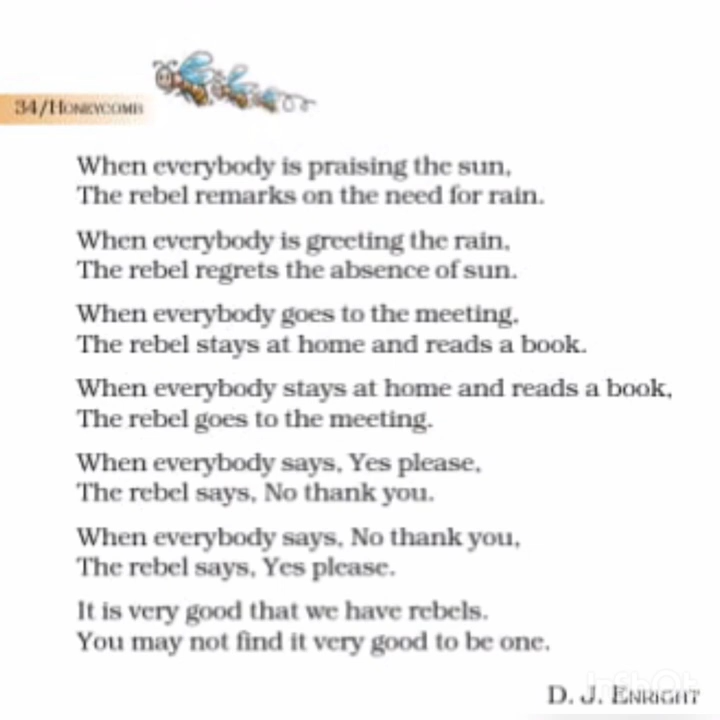 34/HONEYCOMB
When everybody is praising the sun,
The rebel remarks on the need for rain.
When everybody is greeting the rain,
The rebel regrets the absence of sun.
When everybody goes to the meeting,
The rebel stays at home and reads a book.
When everybody stays at home and reads a book,
The rebel goes to the meeting.
When everybody says, Yes please,
The rebel says, No thank you.
When everybody says, No thank you,
The rebel says, Yes please.
It is very good that we have rebels.
You may not find it very good to be one.
D. J. ENRIGHT